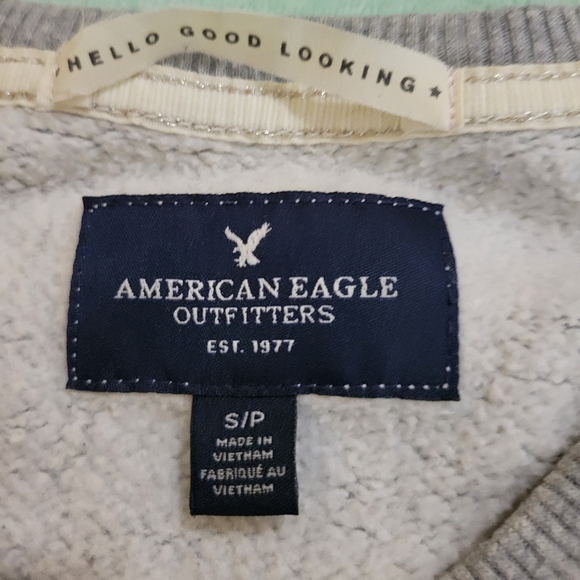 HELLO GOOD LOOKING
AMERICAN EAGLE
OUTFITTERS
EST. 1977
S/P
MADE IN
VIETNAM
FABRIQUÉ AU
VIETNAM